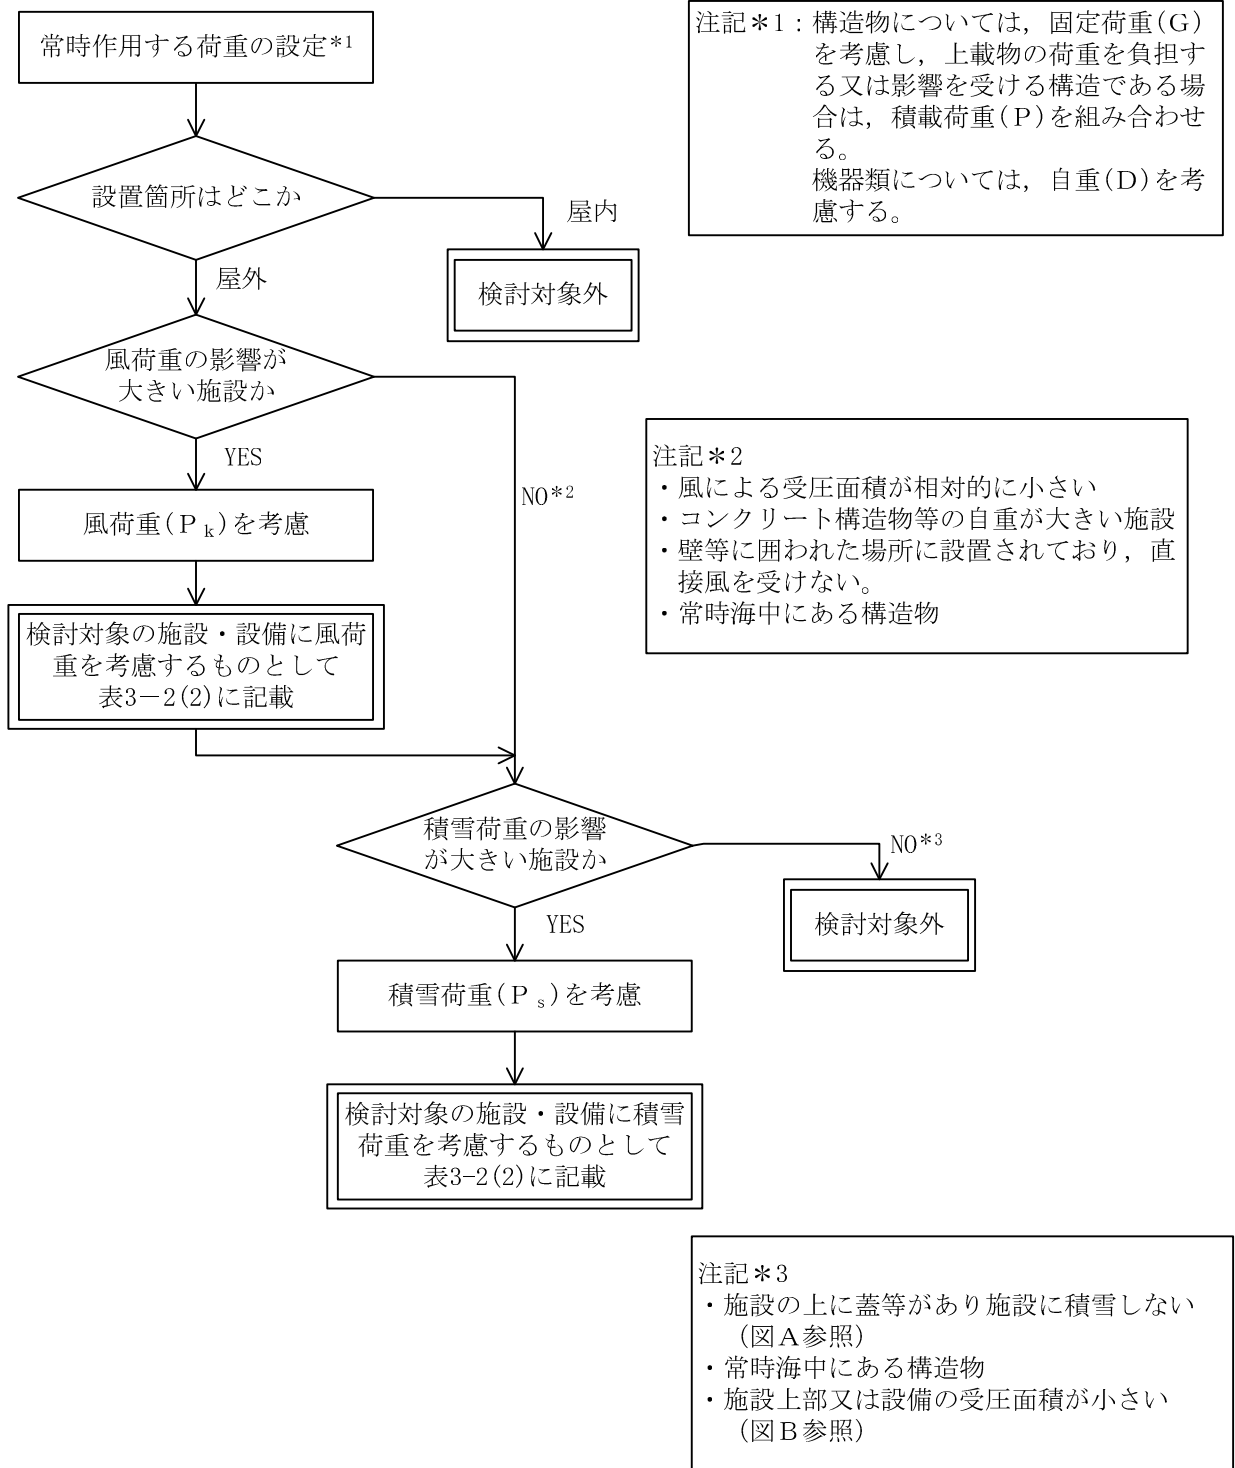 常時作用する荷重の設定*1
注記＊1：構造物については，固定荷重(Ｇ)
を考慮し，上載物の荷重を負担す
る又は影響を受ける構造である場
合は，積載荷重(Ｐ)を組み合わせ
る。
機器類については，自重(Ｄ)を考
慮する。
設置箇所はどこか
屋内
検討対象外
屋外
風荷重の影響が
大きい施設か
YES
NO*2
風荷重(Ｐk)を考慮
検討対象の施設・設備に風荷
重を考慮するものとして
表3－2(2)に記載
注記＊2
・風による受圧面積が相対的に小さい
・コンクリート構造物等の自重が大きい施設
・壁等に囲われた場所に設置されており，直
接風を受けない。
・常時海中にある構造物
積雪荷重の影響
が大きい施設か
NO*3
検討対象外
YES
積雪荷重(Ｐs)を考慮
検討対象の施設・設備に積雪
荷重を考慮するものとして
表3-2(2)に記載
注記＊3
・施設の上に蓋等があり施設に積雪しない
（図Ａ参照）
・常時海中にある構造物
・施設上部又は設備の受圧面積が小さい
（図Ｂ参照）